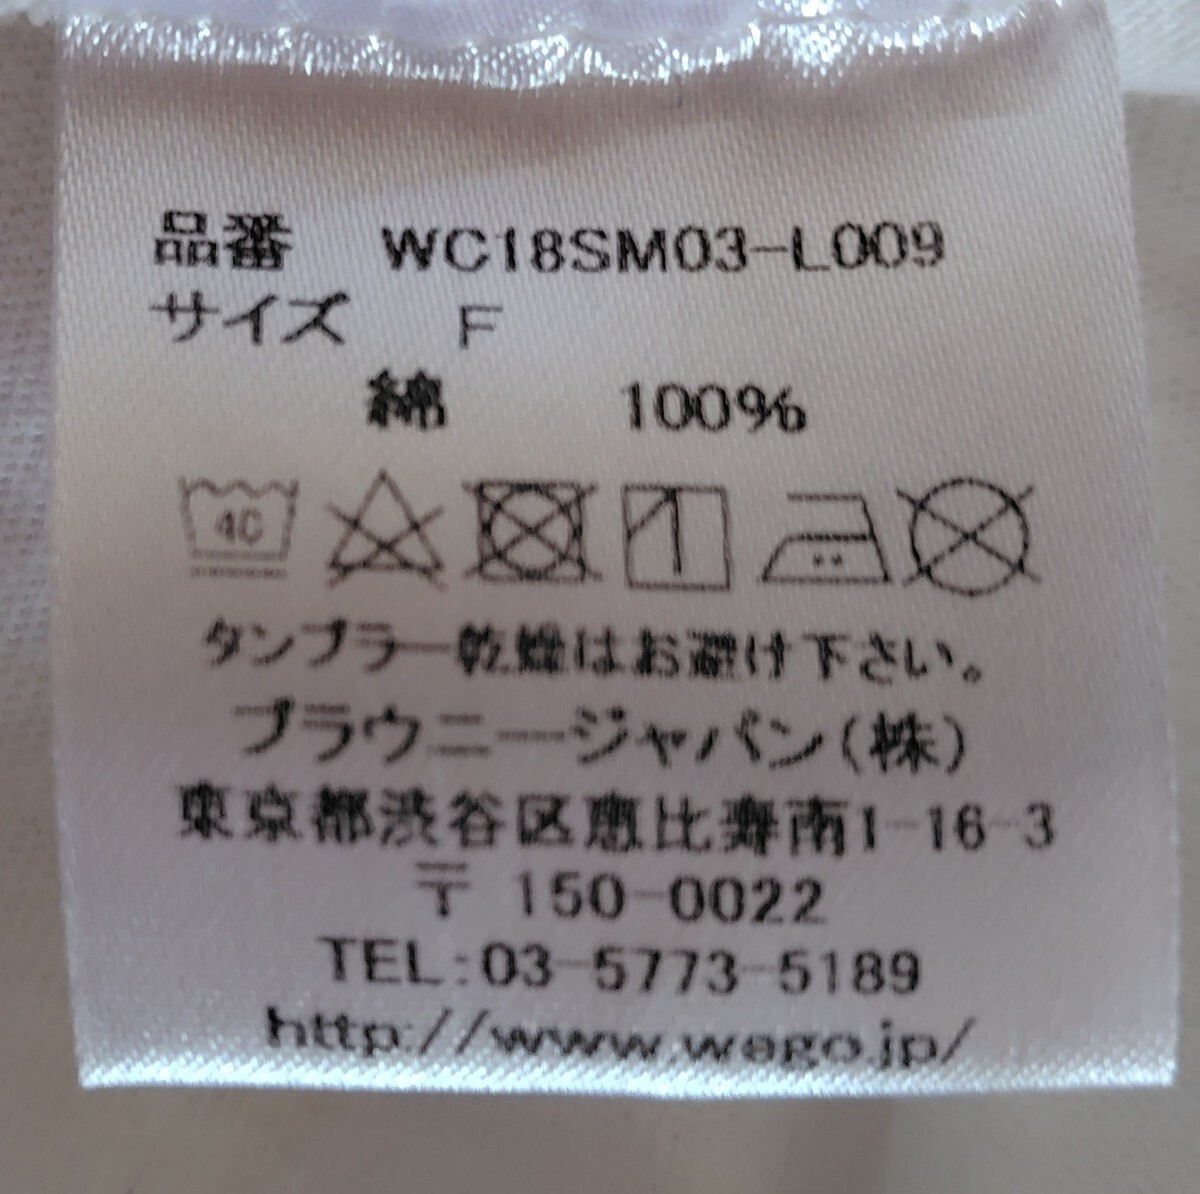 品番 WC18SM03-L009
サイズ F
綿 100%
40
タンブラー乾燥はお避け下さい。
ブラウニージャパン(株)
東京都渋谷区恵比寿南1-16-3
〒150-0022
TEL:03-5773-5189
http://www.wego.jp/